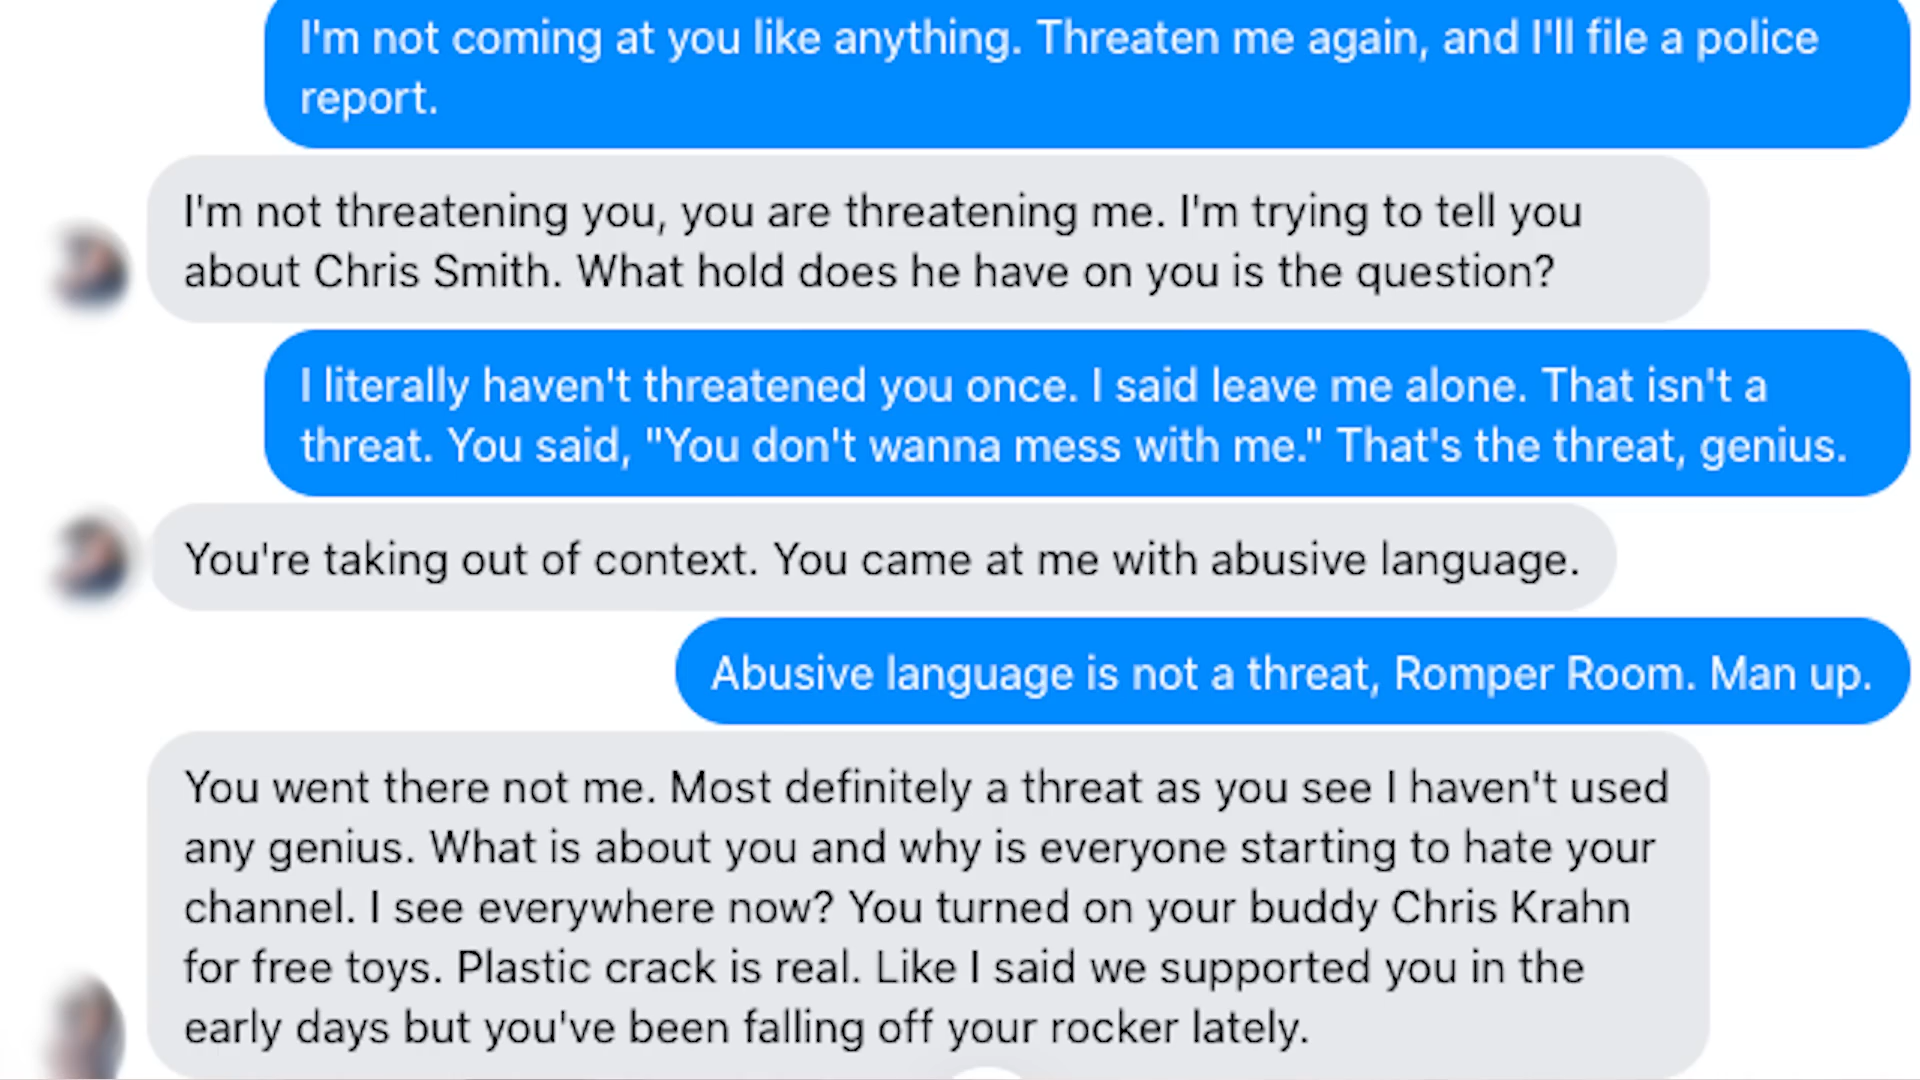 I'm not coming at you like anything. Threaten me again, and I'll file a police
report.
I'm not threatening you, you are threatening me. I'm trying to tell you
about Chris Smith. What hold does he have on you is the question?
I literally haven't threatened you once. I said leave me alone. That isn't a
threat. You said, "You don't wanna mess with me." That's the threat, genius.
You're taking out of context. You came at me with abusive language.
Abusive language is not a threat, Romper Room. Man up.
You went there not me. Most definitely a threat as you see I haven't used
any genius. What is about you and why is everyone starting to hate your
channel. I see everywhere now? You turned on your buddy Chris Krahn
for free toys. Plastic crack is real. Like I said we supported you in the
early days but you've been falling off your rocker lately.